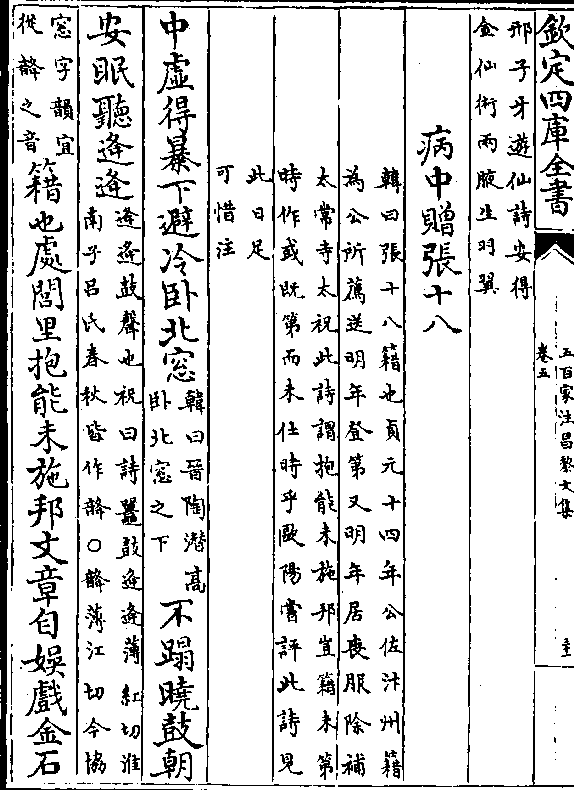 欽定四庫全書
五百家注昌黎文集
卷五
邢子才遊仙詩安得
金仙術兩腋生羽翼
病中贈張十八
韓曰張十八籍也貞元十四年公佐汴州籍
為公所薦送明年登第又明年居喪服除補
太常寺太祝此詩謂抱能未施邦豈籍未第
時作或既第而未仕時乎歐陽嘗評此詩見
此日足
可惜注
中虛得暴下避冷卧北窓
韓曰晉陶潛高
卧北窓之下
不蹋曉鼓朝
安眠聽逄逄
逄逄鼓聲也祝曰詩鼉鼓逄逄薄紅切淮
南子呂氏春秋皆作韸○韸薄江切今協
窓字韻宜
從韸之音
籍也處閭里抱能未施邦文章自娛戲金石